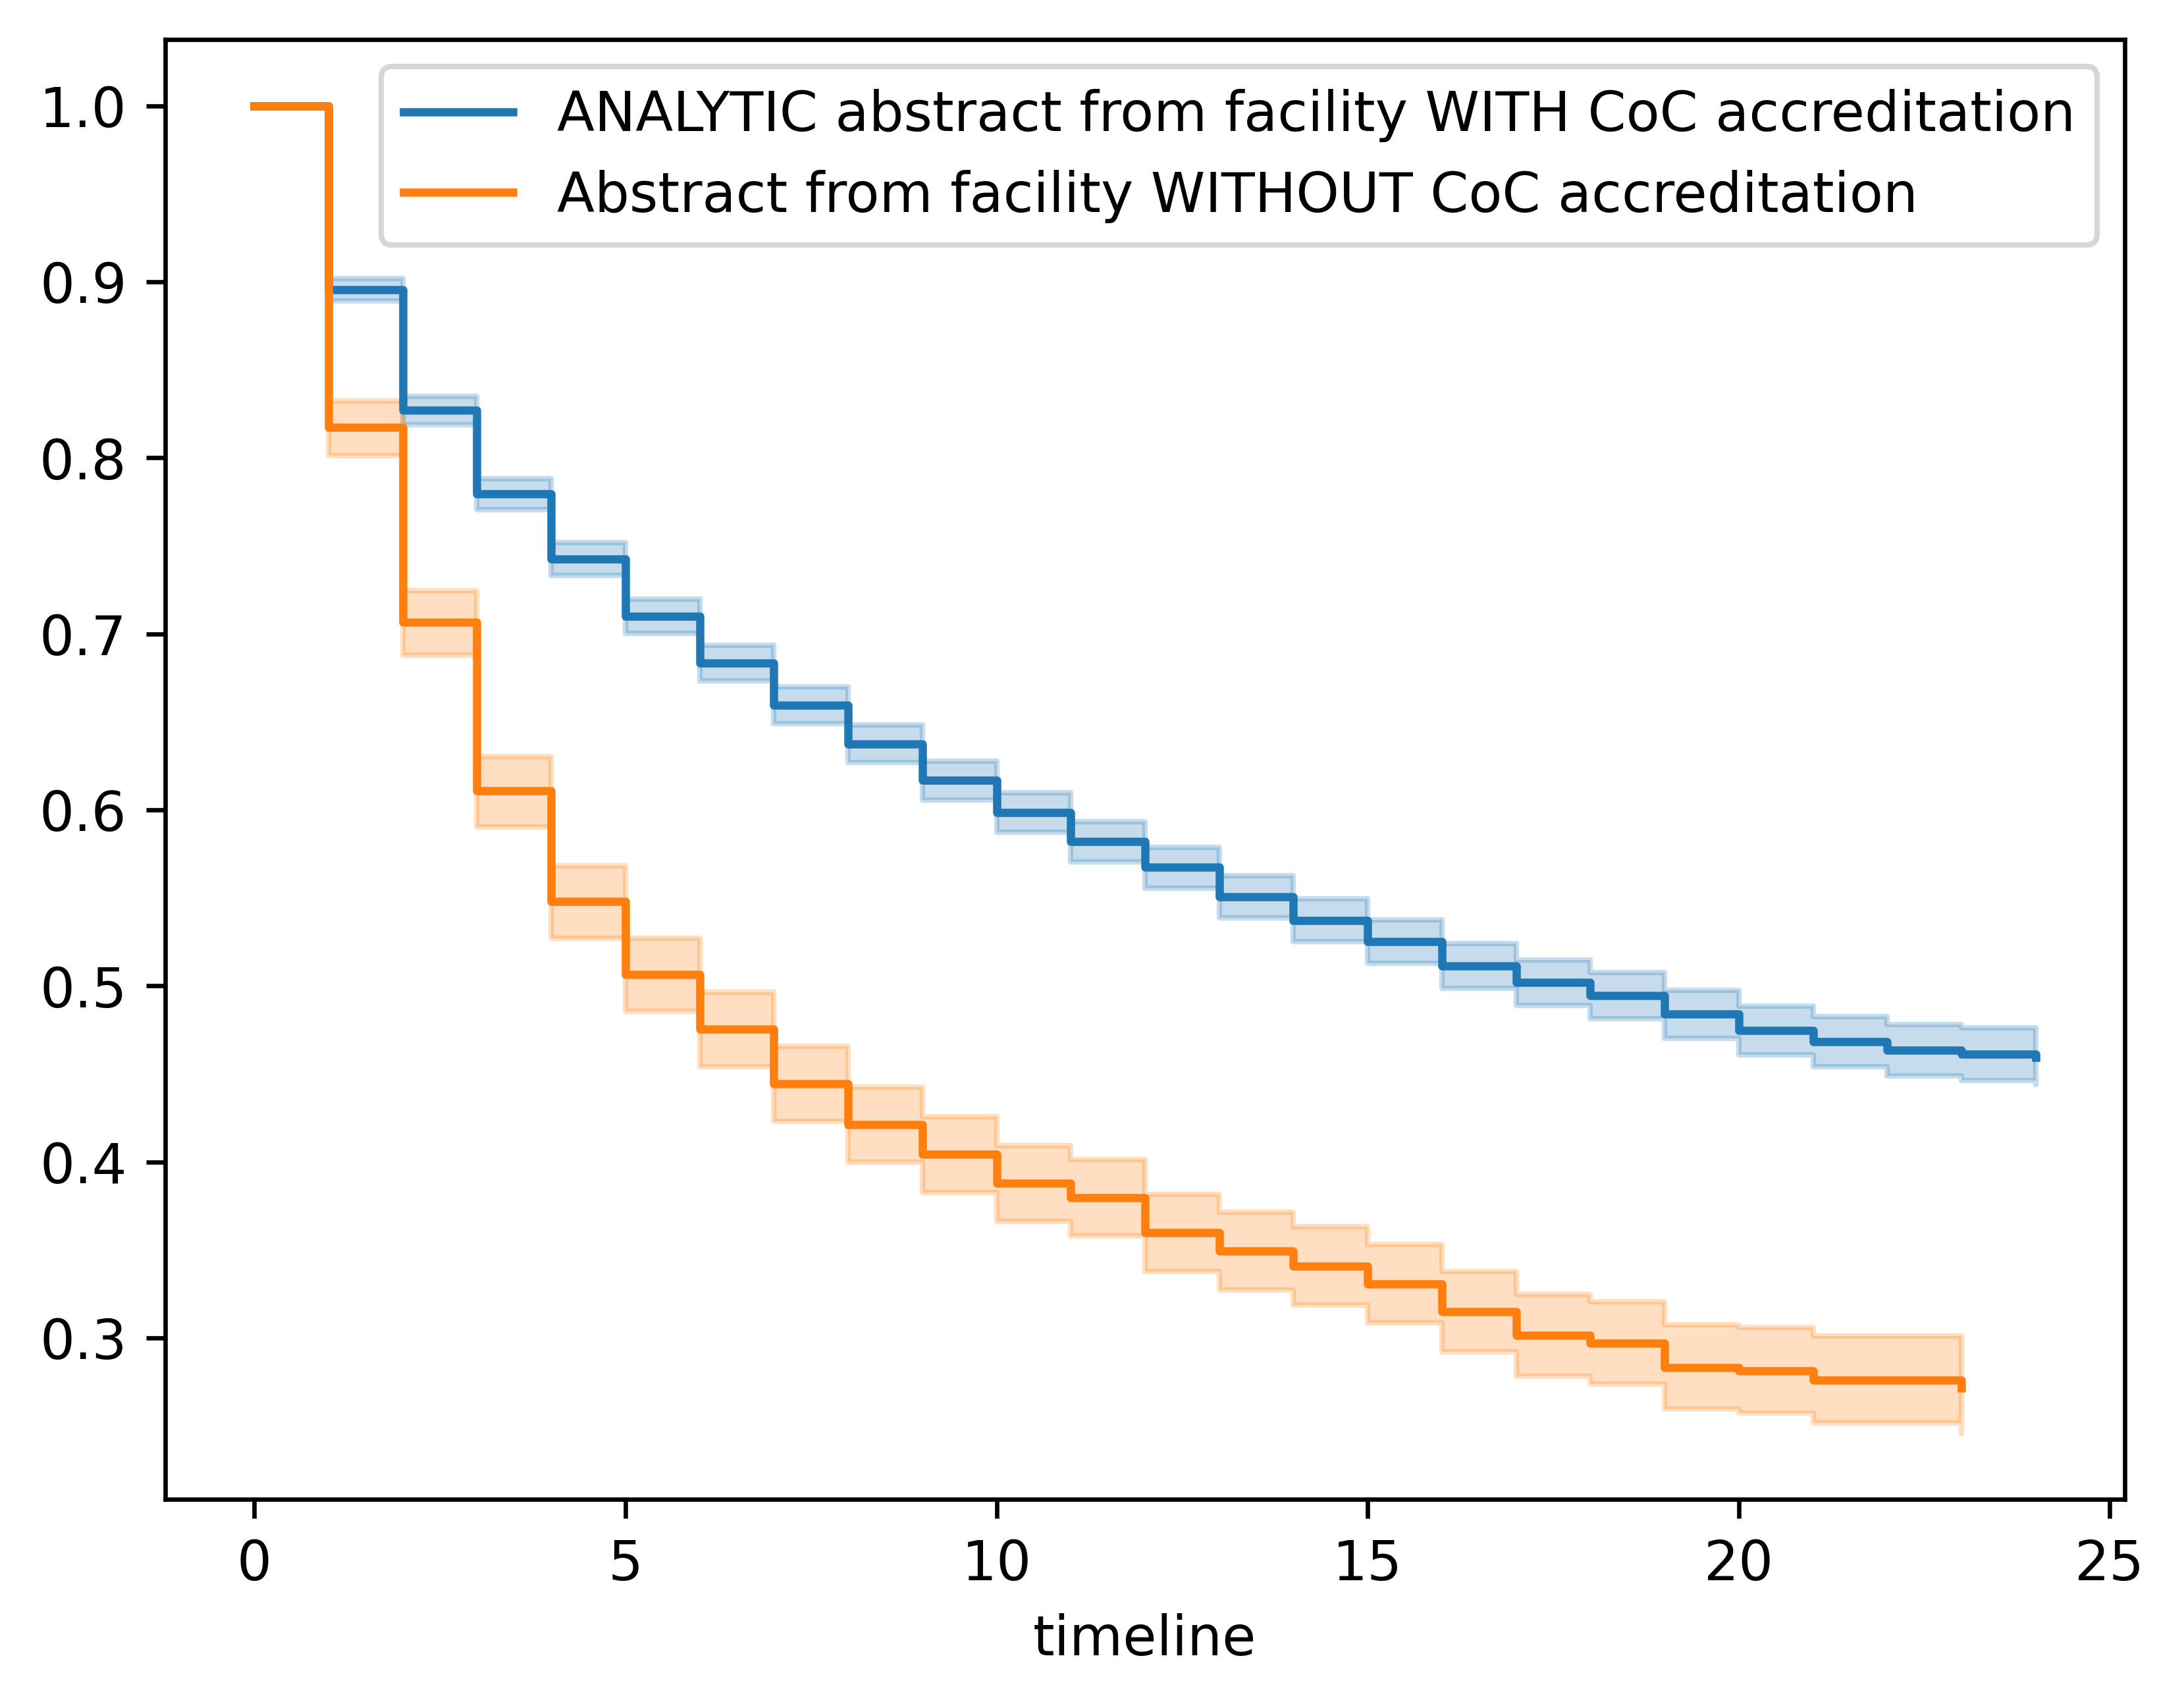 ANALYTIC abstract from facility WITH CoC accreditation
Abstract from facility WITHOUT CoC accreditation
1.0
0.9
0.8
0.7
0.6
0.5
0.4
0.3
0 5 10 15 20 25
timeline